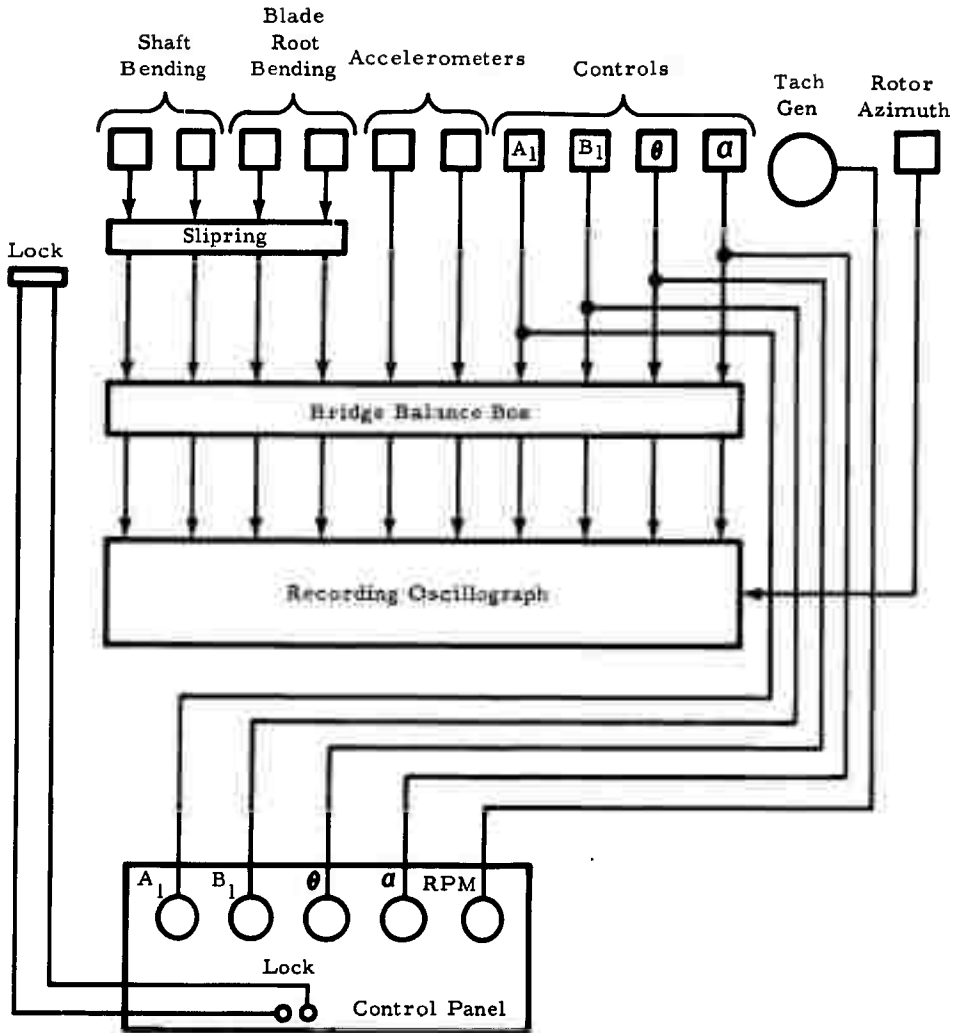 Shaft
Bending
Blade
Root
Bending
Accelerometers
Controls
Tach
Gen
Rotor
Azimuth
A1
B1
θ
α
Slipring
Lock
Bridge Balance Box
Recording Oscillograph
A1
B1
θ
α
RPM
Lock
Control Panel